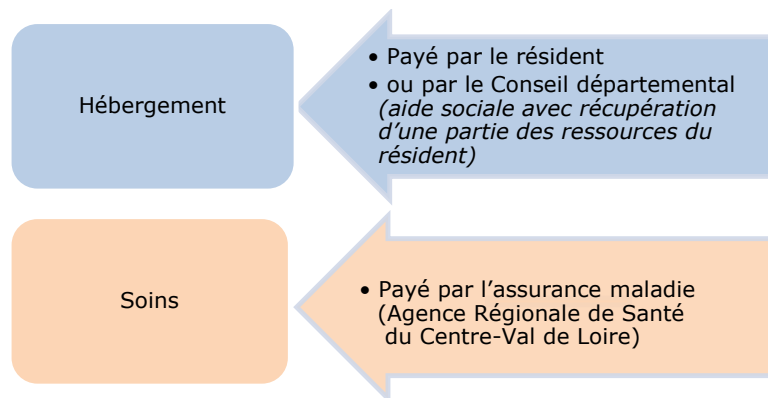 Hébergement
• Payé par le résident
• ou par le Conseil départemental
(aide sociale avec récupération
d’une partie des ressources du
résident)
Soins
• Payé par l’assurance maladie
(Agence Régionale de Santé
du Centre-Val de Loire)